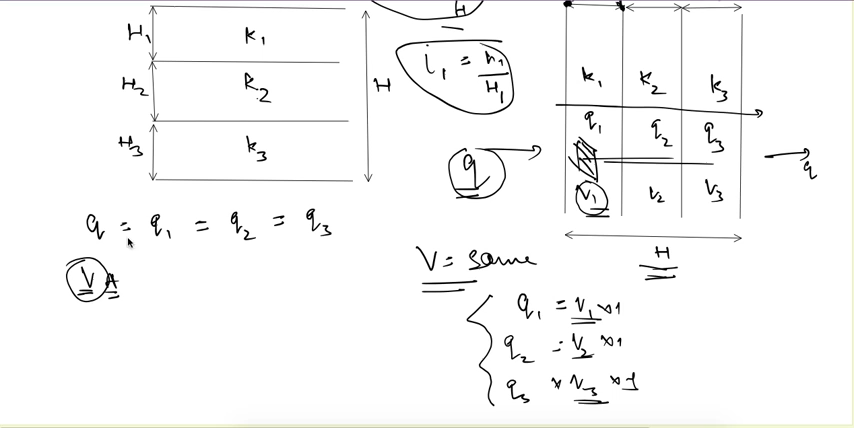 H₁ k₁
H₂ k₂ H
H₃ k₃
H
i₁ = h₁/H₁
k₁ k₂ k₃
q₁ q₂ q₃
q q
V₁ V₂ V₃
H
q = q₁ = q₂ = q₃
V A
V = same
q₁ = V₁ × 1
q₂ = V₂ × 1
q₃ × V₃ × 1